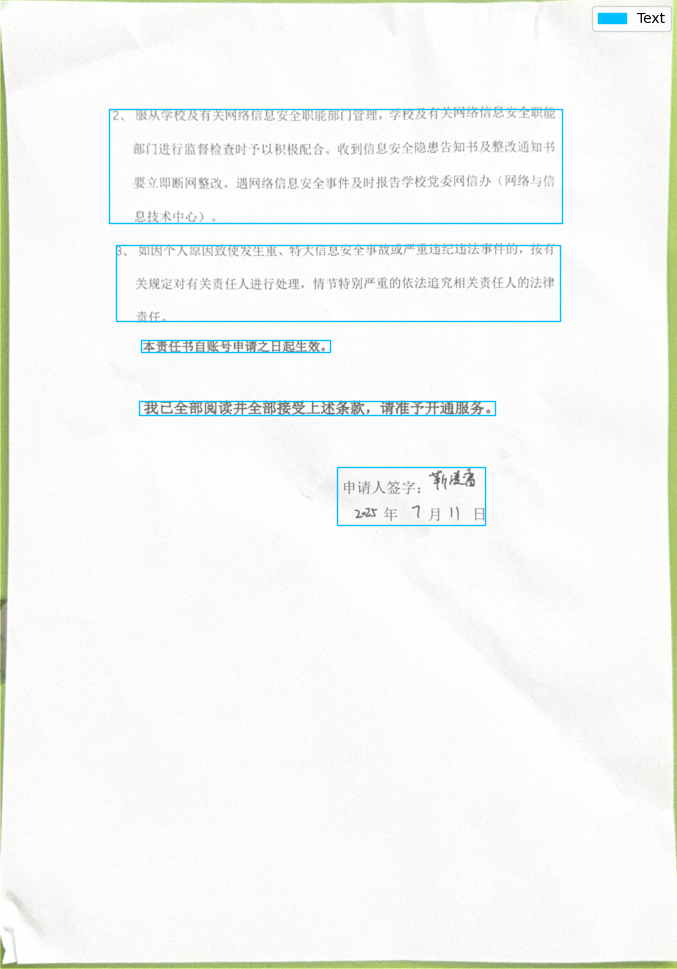 Text
2、服从学校及有关网络信息安全职能部门管理，学校及有关网络信息安全职能
部门进行监督检查时予以积极配合。收到信息安全隐患告知书及整改通知书
要立即断网整改。遇网络信息安全事件及时报告学校党委网信办（网络与信
息技术中心）。
3、如因个人原因致使发生重、特大信息安全事故或严重违纪违法事件的，按有
关规定对有关责任人进行处理，情节特别严重的依法追究相关责任人的法律
责任。
本责任书自账号申请之日起生效。
我已全部阅读并全部接受上述条款，请准予开通服务。
申请人签字：靳
2025年 7月11日